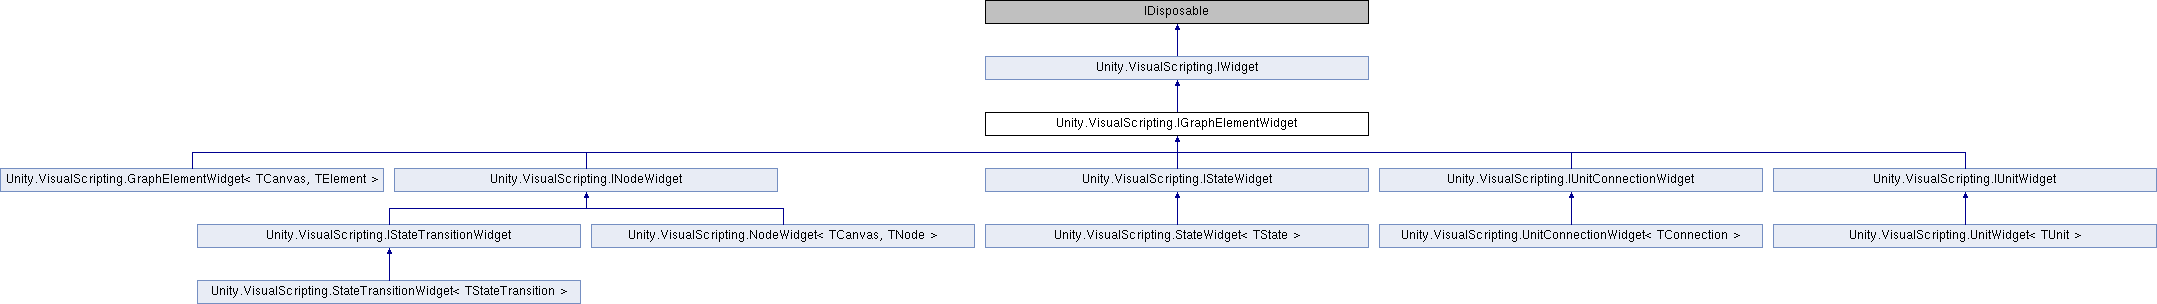 IDisposable
Unity.VisualScripting.IWidget
Unity.VisualScripting.IGraphElementWidget
Unity.VisualScripting.GraphElementWidget< TCanvas, TElement >
Unity.VisualScripting.INodeWidget
Unity.VisualScripting.IStateWidget
Unity.VisualScripting.IUnitConnectionWidget
Unity.VisualScripting.IUnitWidget
Unity.VisualScripting.IStateTransitionWidget
Unity.VisualScripting.NodeWidget< TCanvas, TNode >
Unity.VisualScripting.StateWidget< TState >
Unity.VisualScripting.UnitConnectionWidget< TConnection >
Unity.VisualScripting.UnitWidget< TUnit >
Unity.VisualScripting.StateTransitionWidget< TStateTransition >